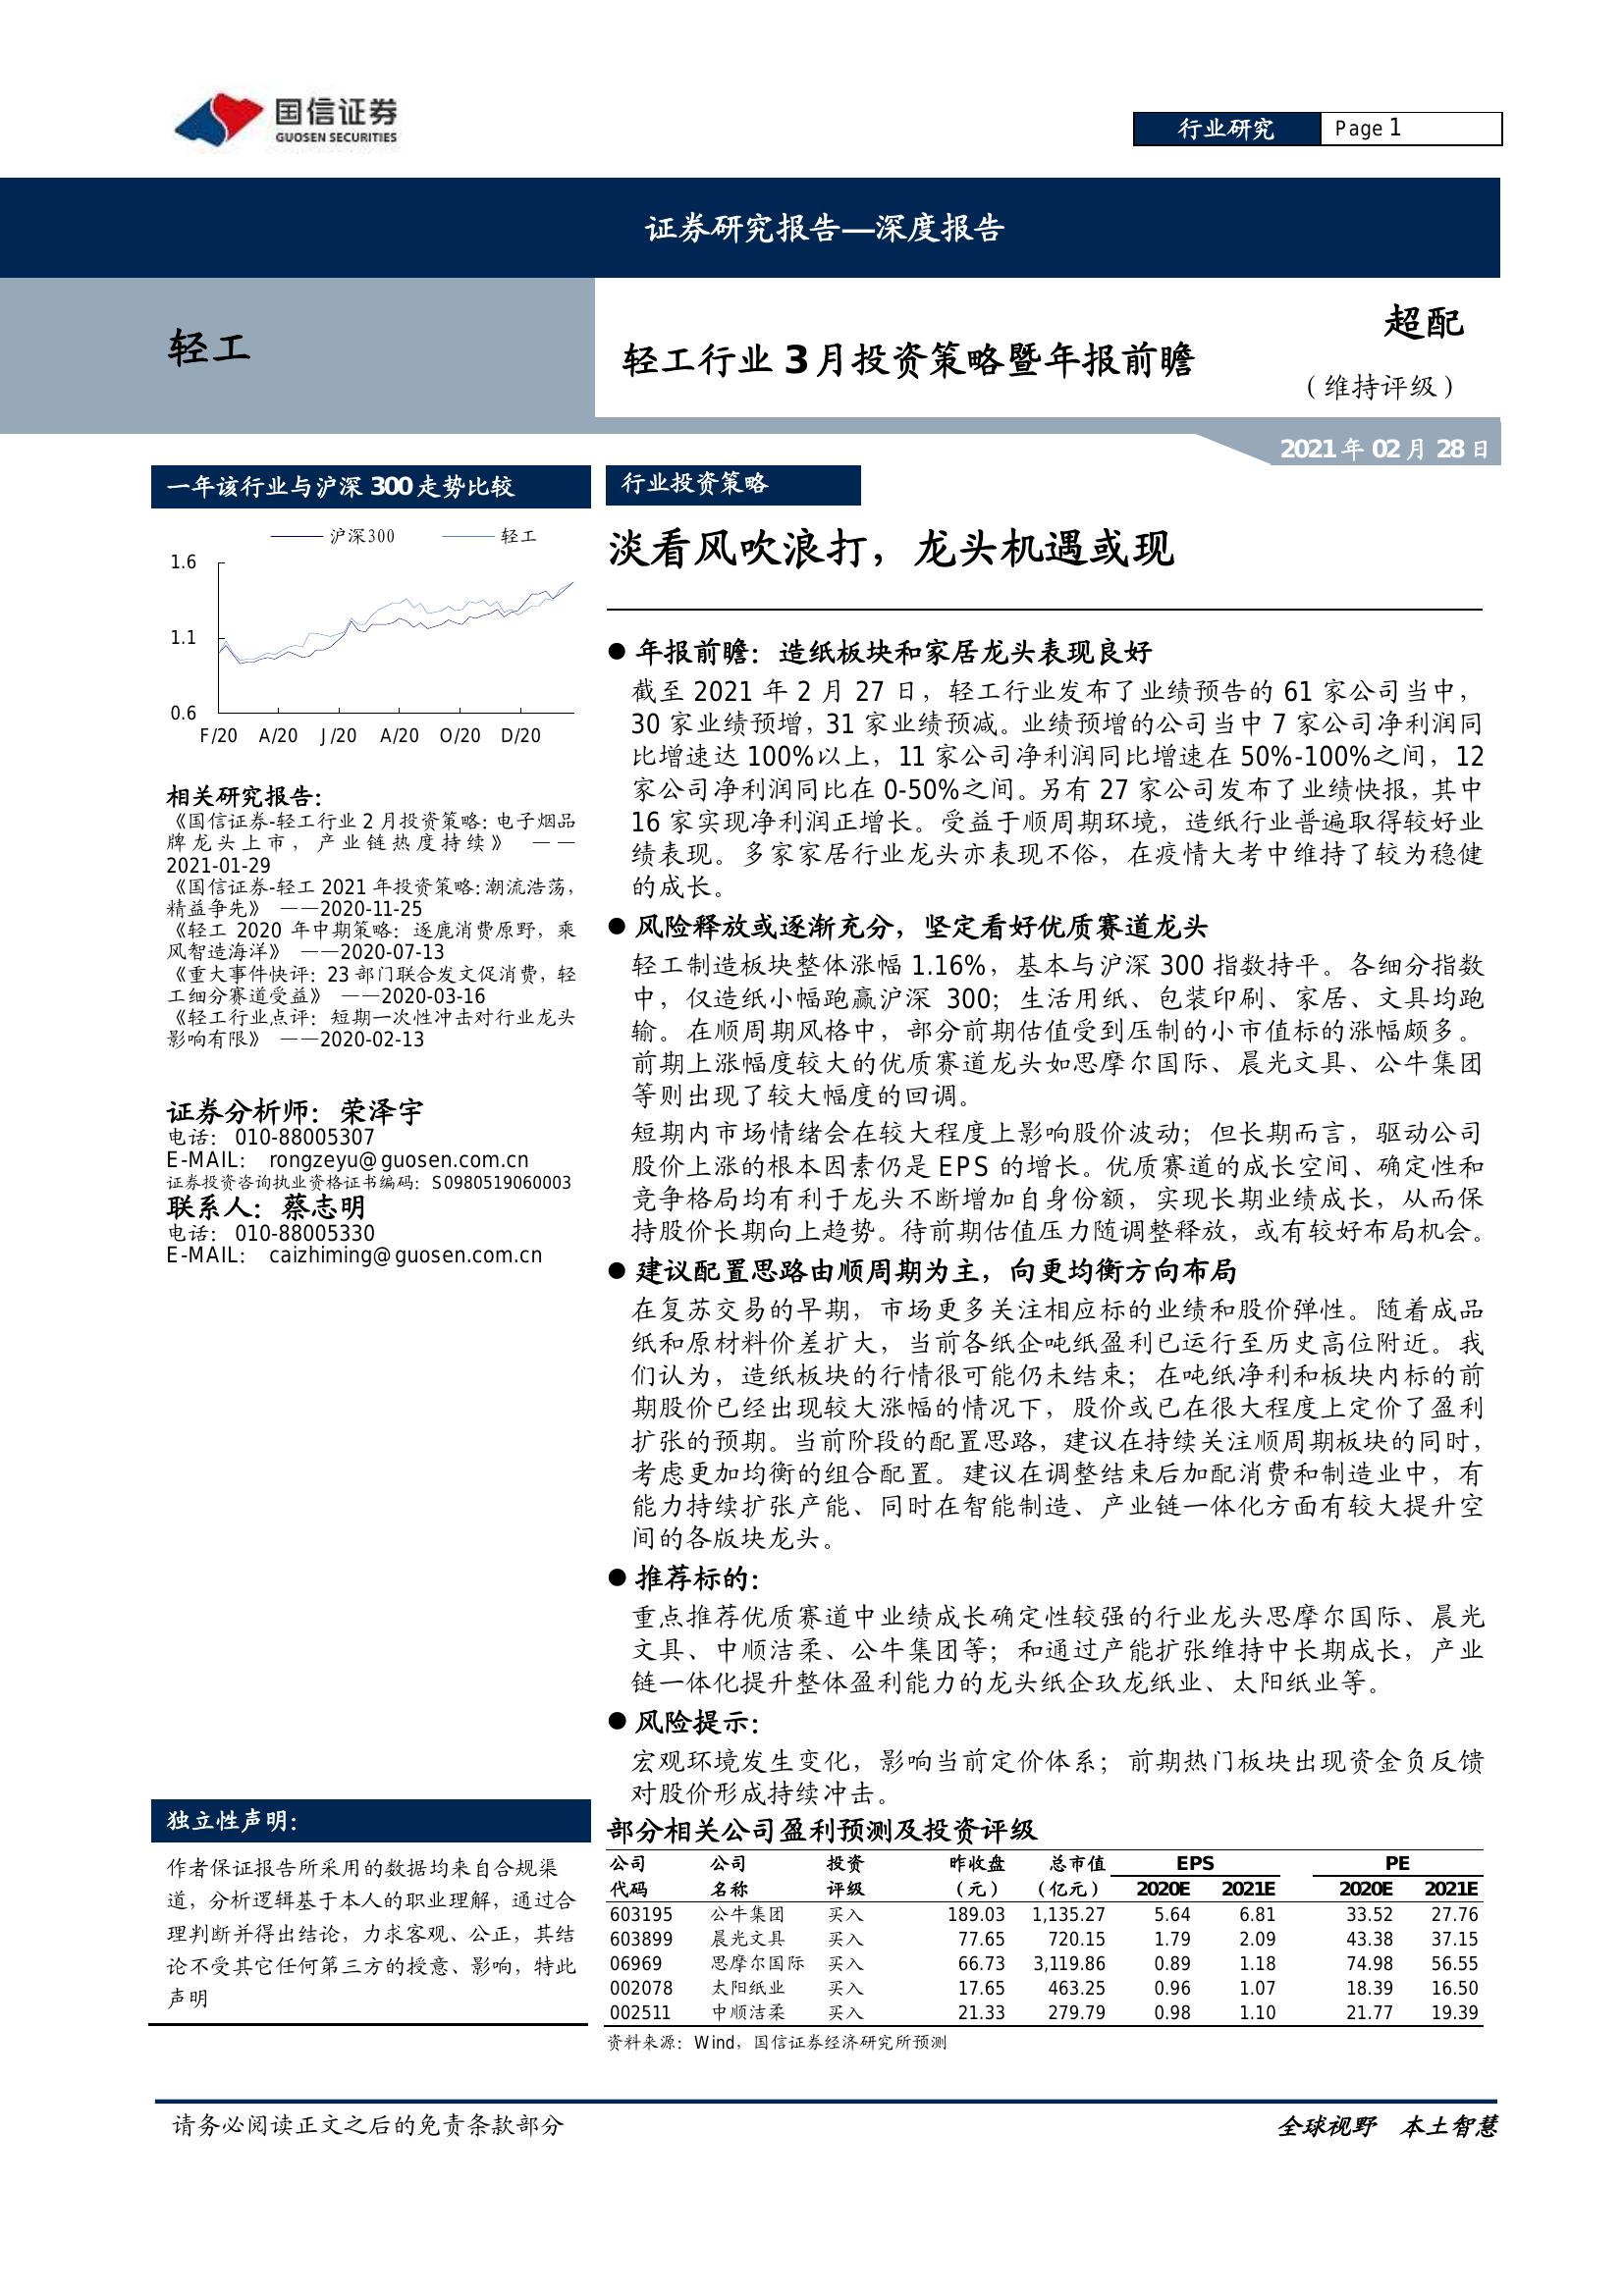 国信证券
GUOSEN SECURITIES
行业研究
Page 1
证券研究报告—深度报告
轻工
轻工行业 3 月投资策略暨年报前瞻
超配
（维持评级）
2021 年 02 月 28 日
一年该行业与沪深 300 走势比较
沪深300 轻工
1.6
1.1
0.6
F/20 A/20 J/20 A/20 O/20 D/20
相关研究报告：
《国信证券-轻工行业 2 月投资策略：电子烟品
牌龙头上市，产业链热度持续》 ——
2021-01-29
《国信证券-轻工 2021 年投资策略：潮流浩荡，
精益争先》 ——2020-11-25
《轻工 2020 年中期策略：逐鹿消费原野，乘
风智造海洋》 ——2020-07-13
《重大事件快评：23 部门联合发文促消费，轻
工细分赛道受益》 ——2020-03-16
《轻工行业点评：短期一次性冲击对行业龙头
影响有限》 ——2020-02-13
证券分析师：荣泽宇
电话： 010-88005307
E-MAIL： rongzeyu@guosen.com.cn
证券投资咨询执业资格证书编码：S0980519060003
联系人：蔡志明
电话： 010-88005330
E-MAIL： caizhiming@guosen.com.cn
独立性声明：
作者保证报告所采用的数据均来自合规渠
道，分析逻辑基于本人的职业理解，通过合
理判断并得出结论，力求客观、公正，其结
论不受其它任何第三方的授意、影响，特此
声明
行业投资策略
淡看风吹浪打，龙头机遇或现
● 年报前瞻：造纸板块和家居龙头表现良好
截至 2021 年 2 月 27 日，轻工行业发布了业绩预告的 61 家公司当中，
30 家业绩预增，31 家业绩预减。业绩预增的公司当中 7 家公司净利润同
比增速达 100%以上，11 家公司净利润同比增速在 50%-100%之间，12
家公司净利润同比在 0-50%之间。另有 27 家公司发布了业绩快报，其中
16 家实现净利润正增长。受益于顺周期环境，造纸行业普遍取得较好业
绩表现。多家家居行业龙头亦表现不俗，在疫情大考中维持了较为稳健
的成长。
● 风险释放或逐渐充分，坚定看好优质赛道龙头
轻工制造板块整体涨幅 1.16%，基本与沪深 300 指数持平。各细分指数
中，仅造纸小幅跑赢沪深 300；生活用纸、包装印刷、家居、文具均跑
输。在顺周期风格中，部分前期估值受到压制的小市值标的涨幅颇多。
前期上涨幅度较大的优质赛道龙头如思摩尔国际、晨光文具、公牛集团
等则出现了较大幅度的回调。
短期内市场情绪会在较大程度上影响股价波动；但长期而言，驱动公司
股价上涨的根本因素仍是 EPS 的增长。优质赛道的成长空间、确定性和
竞争格局均有利于龙头不断增加自身份额，实现长期业绩成长，从而保
持股价长期向上趋势。待前期估值压力随调整释放，或有较好布局机会。
● 建议配置思路由顺周期为主，向更均衡方向布局
在复苏交易的早期，市场更多关注相应标的业绩和股价弹性。随着成品
纸和原材料价差扩大，当前各纸企吨纸盈利已运行至历史高位附近。我
们认为，造纸板块的行情很可能仍未结束；在吨纸净利和板块内标的前
期股价已经出现较大涨幅的情况下，股价或已在很大程度上定价了盈利
扩张的预期。当前阶段的配置思路，建议在持续关注顺周期板块的同时，
考虑更加均衡的组合配置。建议在调整结束后加配消费和制造业中，有
能力持续扩张产能、同时在智能制造、产业链一体化方面有较大提升空
间的各版块龙头。
● 推荐标的：
重点推荐优质赛道中业绩成长确定性较强的行业龙头思摩尔国际、晨光
文具、中顺洁柔、公牛集团等；和通过产能扩张维持中长期成长，产业
链一体化提升整体盈利能力的龙头纸企玖龙纸业、太阳纸业等。
● 风险提示：
宏观环境发生变化，影响当前定价体系；前期热门板块出现资金负反馈
对股价形成持续冲击。
部分相关公司盈利预测及投资评级
公司 公司 投资 昨收盘 总市值 EPS PE
代码 名称 评级 （元） （亿元） 2020E 2021E 2020E 2021E
603195 公牛集团 买入 189.03 1,135.27 5.64 6.81 33.52 27.76
603899 晨光文具 买入 77.65 720.15 1.79 2.09 43.38 37.15
06969 思摩尔国际 买入 66.73 3,119.86 0.89 1.18 74.98 56.55
002078 太阳纸业 买入 17.65 463.25 0.96 1.07 18.39 16.50
002511 中顺洁柔 买入 21.33 279.79 0.98 1.10 21.77 19.39
资料来源：Wind，国信证券经济研究所预测
请务必阅读正文之后的免责条款部分
全球视野 本土智慧